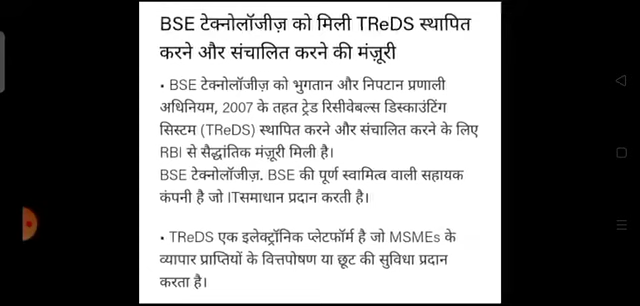 BSE टेक्नोलॉजीज़ को मिली TReDS स्थापित
करने और संचालित करने की मंज़ूरी
• BSE टेक्नोलॉजीज़ को भुगतान और निपटान प्रणाली
अधिनियम, 2007 के तहत ट्रेड रिसीवेबल्स डिस्काउंटिंग
सिस्टम (TReDS) स्थापित करने और संचालित करने के लिए
RBI से सैद्धांतिक मंज़ूरी मिली है।
BSE टेक्नोलॉजीज़. BSE की पूर्ण स्वामित्व वाली सहायक
कंपनी है जो ITसमाधान प्रदान करती है।
• TReDS एक इलेक्ट्रॉनिक प्लेटफॉर्म है जो MSMEs के
व्यापार प्राप्तियों के वित्तपोषण या छूट की सुविधा प्रदान
करता है।